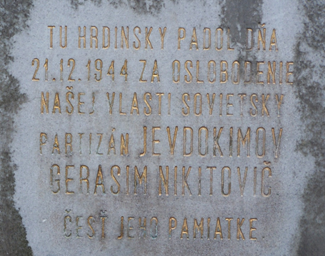 TU HRDINSKY PADOL DŇA
21.12.1944 ZA OSLOBODENIE
NAŠEJ VLASTI SOVIETSKY
PARTIZÁN JEVDOKIMOV
GERASIM NIKITOVIČ
ČESŤ JEHO PAMIATKE.